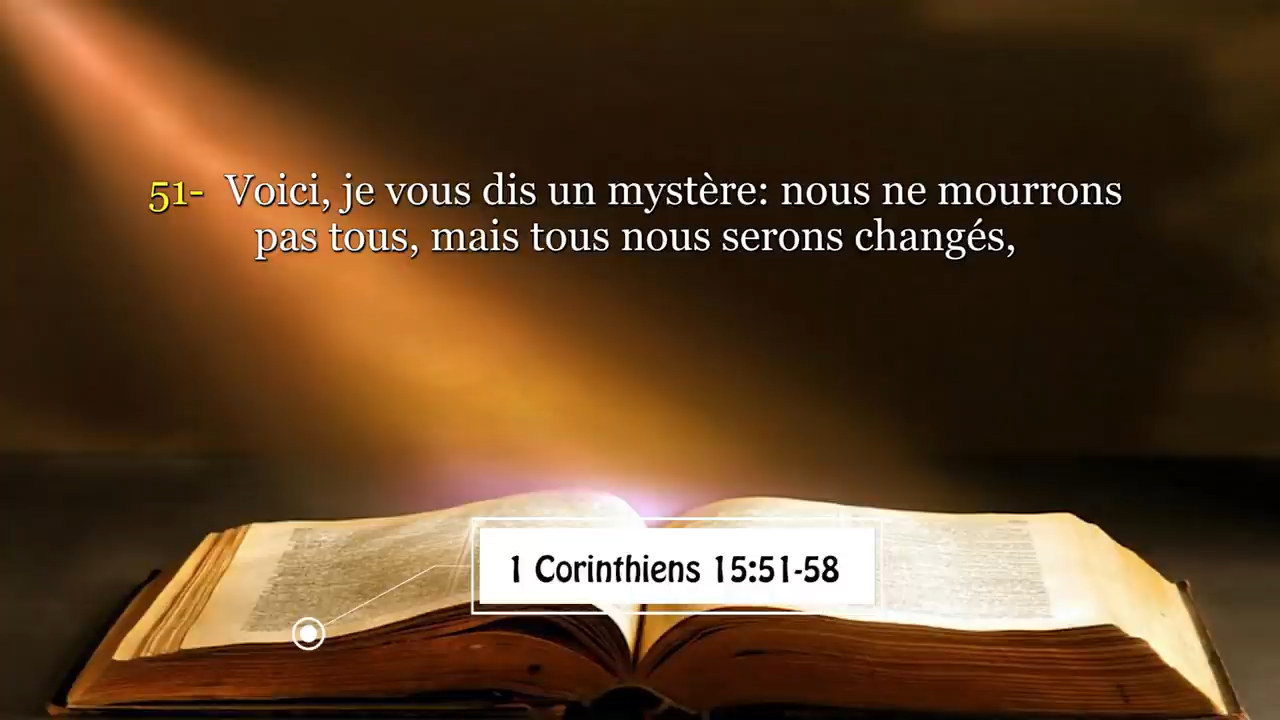 51- Voici, je vous dis un mystère: nous ne mourrons
pas tous, mais tous nous serons changés,
1 Corinthiens 15:51-58